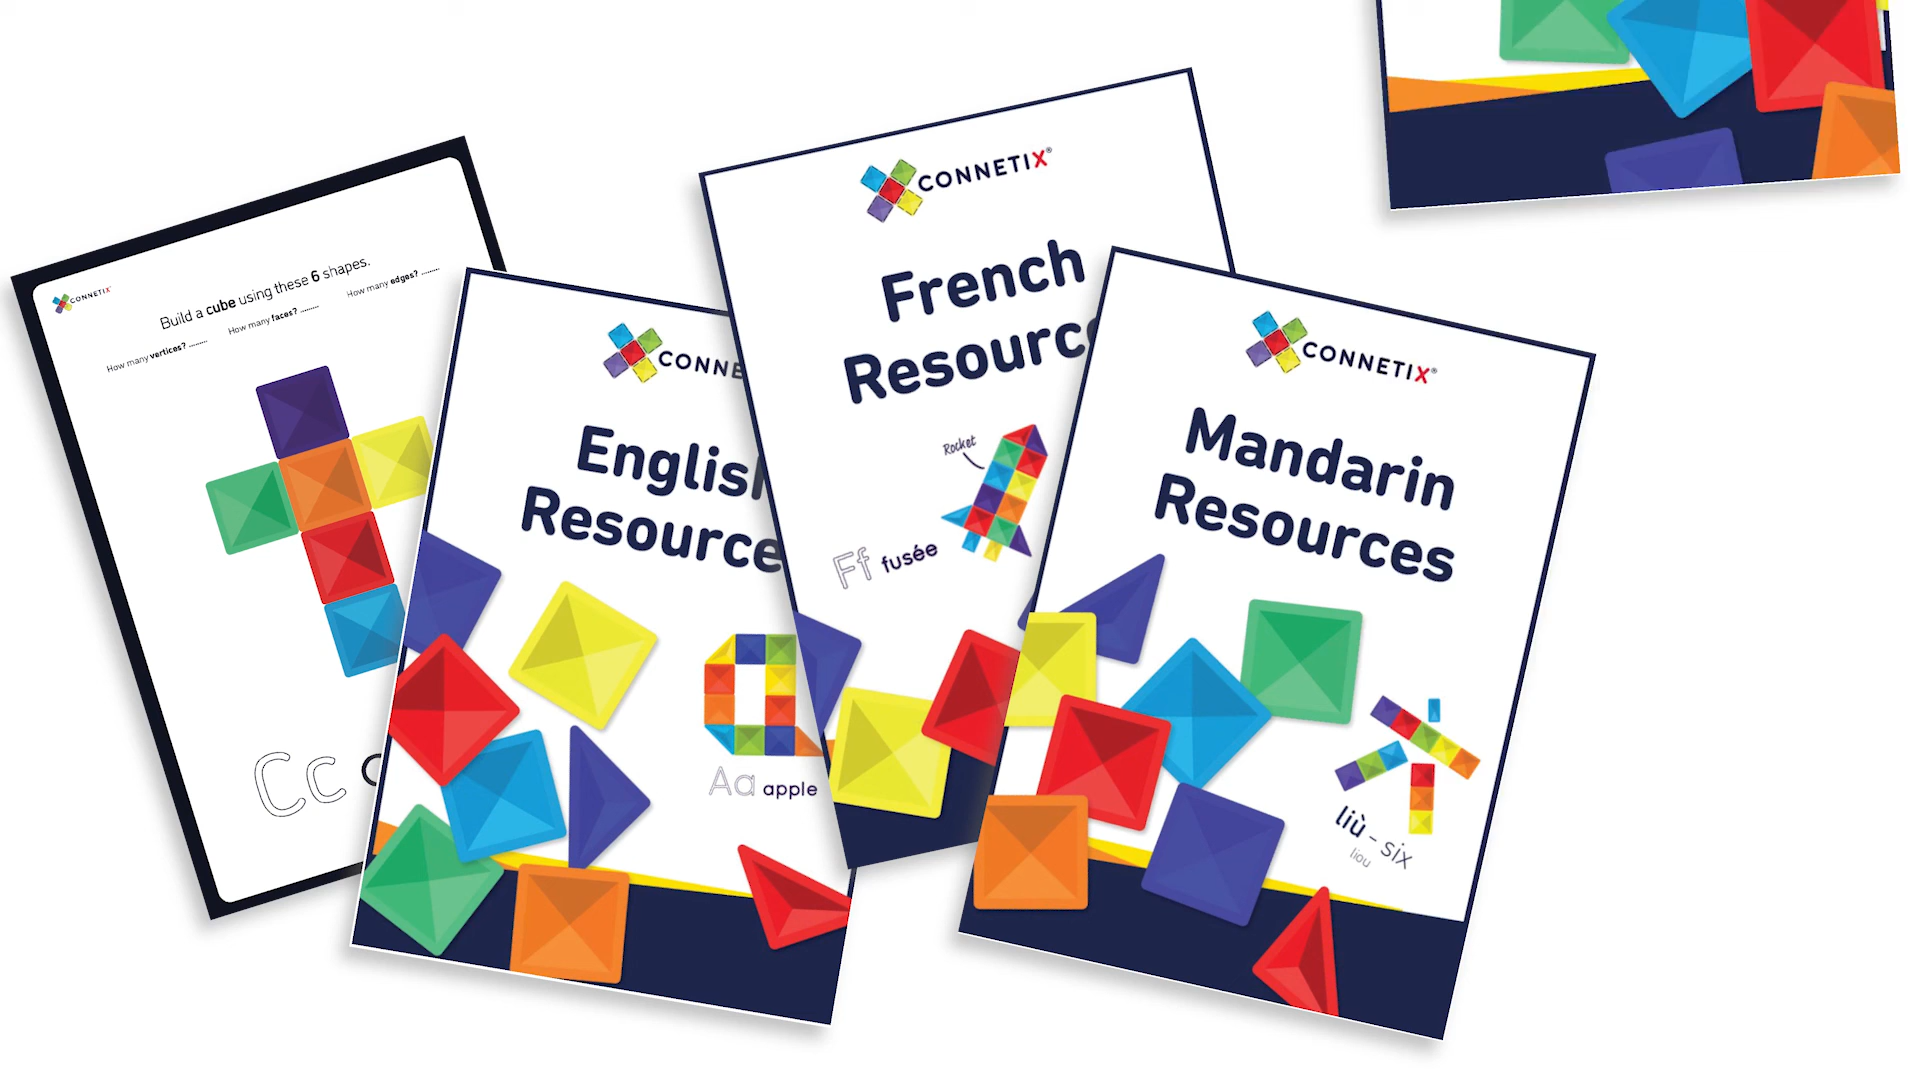 CONNETIX
Build a cube using these 6 shapes.
How many vertices? .........
How many faces? .........
How many edges? .........
Cc
CONNE
English
Resource
Aa apple
CONNETIX®
French
Resourc
Rocket
Ff fusée
CONNETIX®
Mandarin
Resources
liù - six
liou